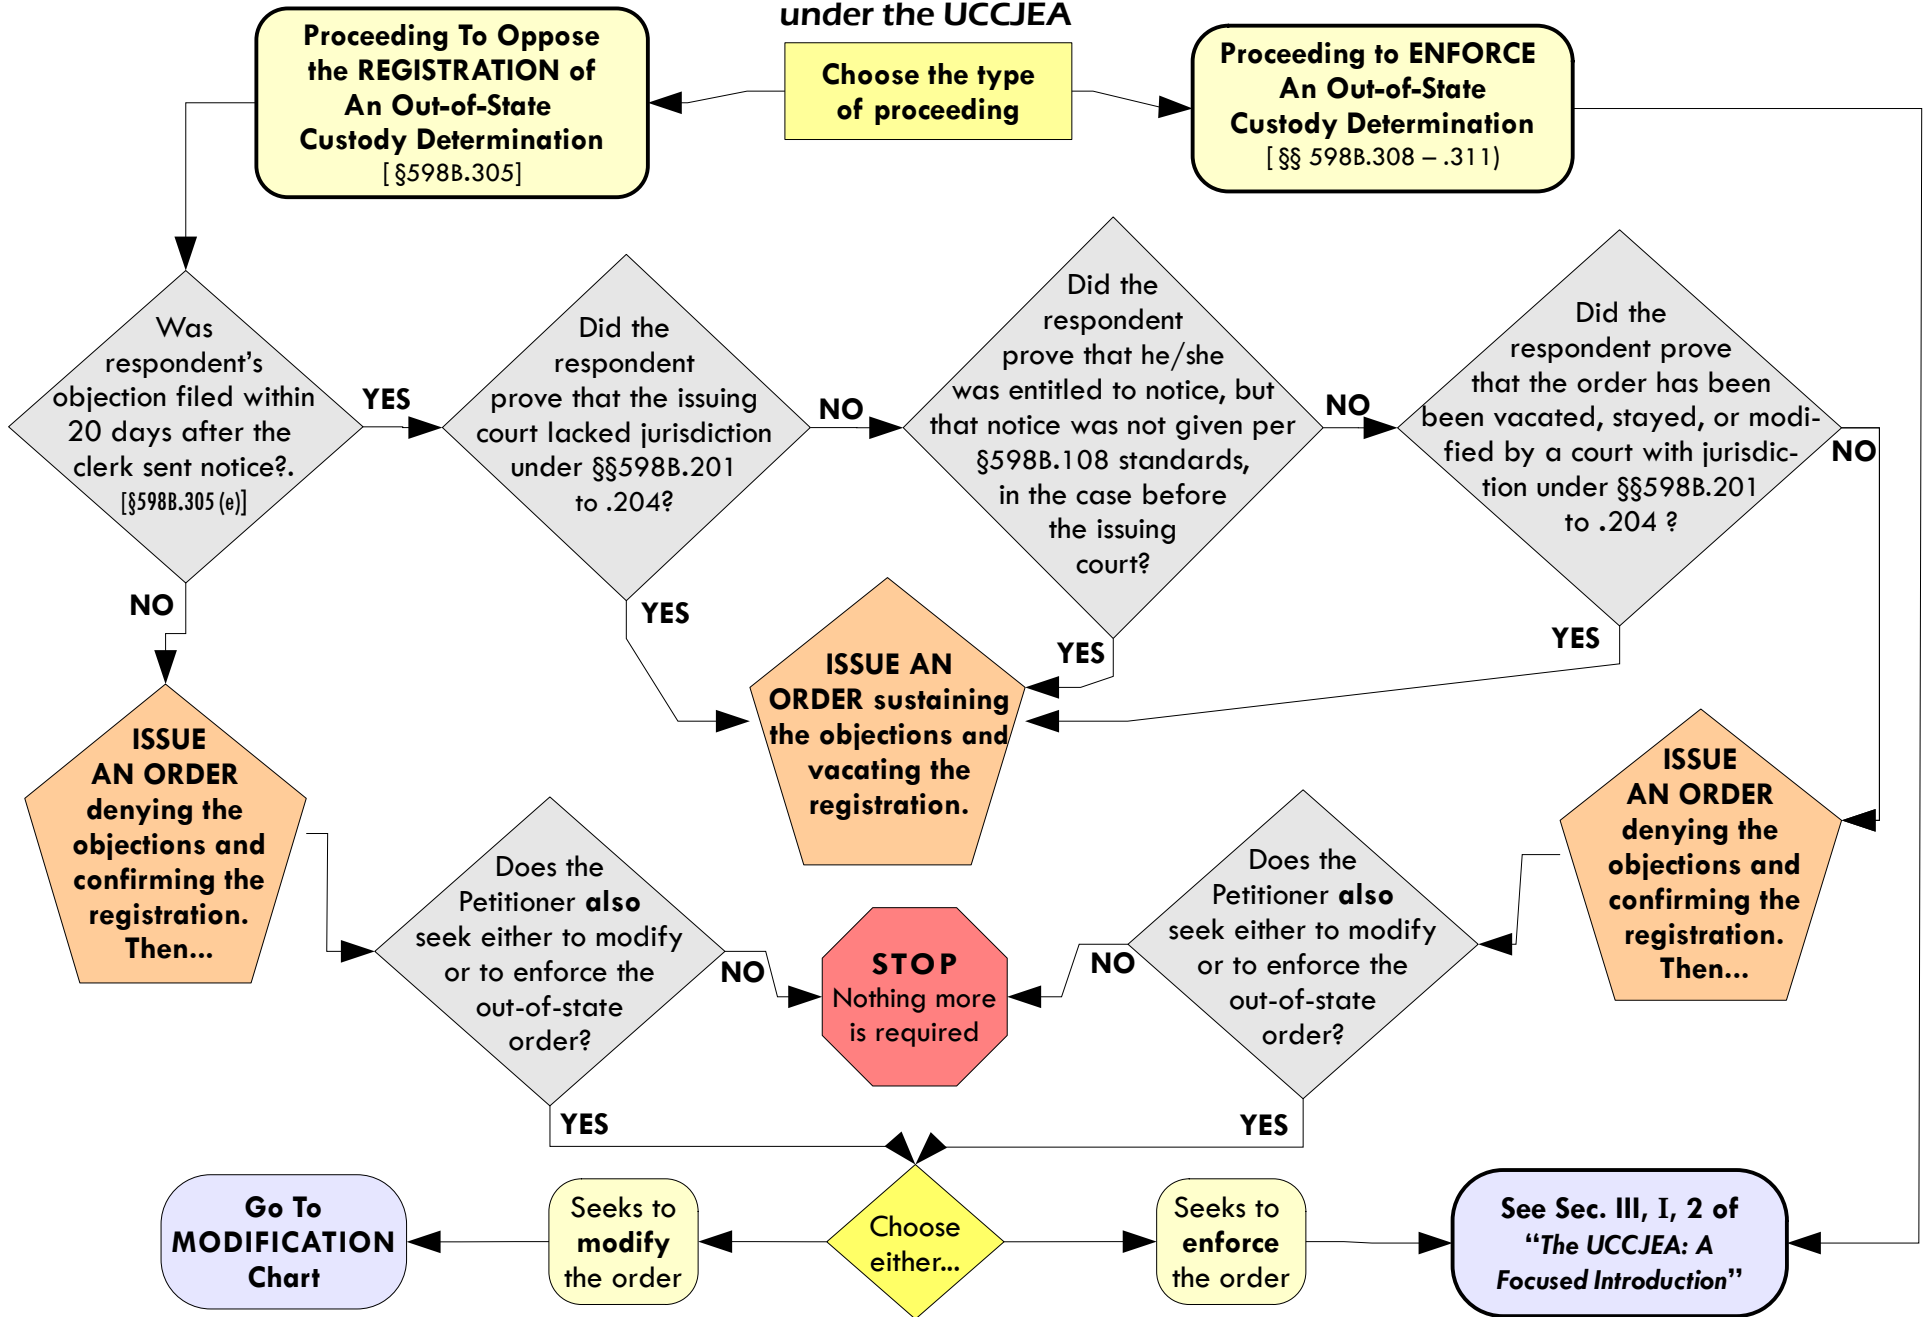 under the UCCJEA
Proceeding To Oppose
the REGISTRATION of
An Out-of-State
Custody Determination
[ §598B.305]
Choose the type
of proceeding
Proceeding to ENFORCE
An Out-of-State
Custody Determination
[ §§ 598B.308 – .311)
Was
respondent's
objection filed within
20 days after the
clerk sent notice?.
[§598B.305 (e)]
YES
Did the
respondent
prove that the issuing
court lacked jurisdiction
under §§598B.201
to .204?
NO
Did the
respondent
prove that he/she
was entitled to notice, but
that notice was not given per
§598B.108 standards,
in the case before
the issuing
court?
NO
Did the
respondent prove
that the order has been
been vacated, stayed, or modi-
fied by a court with jurisdic-
tion under §§598B.201
to .204 ?
NO
NO
YES
YES
YES
ISSUE
AN ORDER
denying the
objections and
confirming the
registration.
Then...
ISSUE AN
ORDER sustaining
the objections and
vacating the
registration.
ISSUE
AN ORDER
denying the
objections and
confirming the
registration.
Then...
Does the
Petitioner also
seek either to modify
or to enforce the
out-of-state
order?
NO
STOP
Nothing more
is required
NO
Does the
Petitioner also
seek either to modify
or to enforce the
out-of-state
order?
YES
YES
Go To
MODIFICATION
Chart
Seeks to
modify
the order
Choose
either...
Seeks to
enforce
the order
See Sec. III, I, 2 of
“The UCCJEA: A
Focused Introduction”